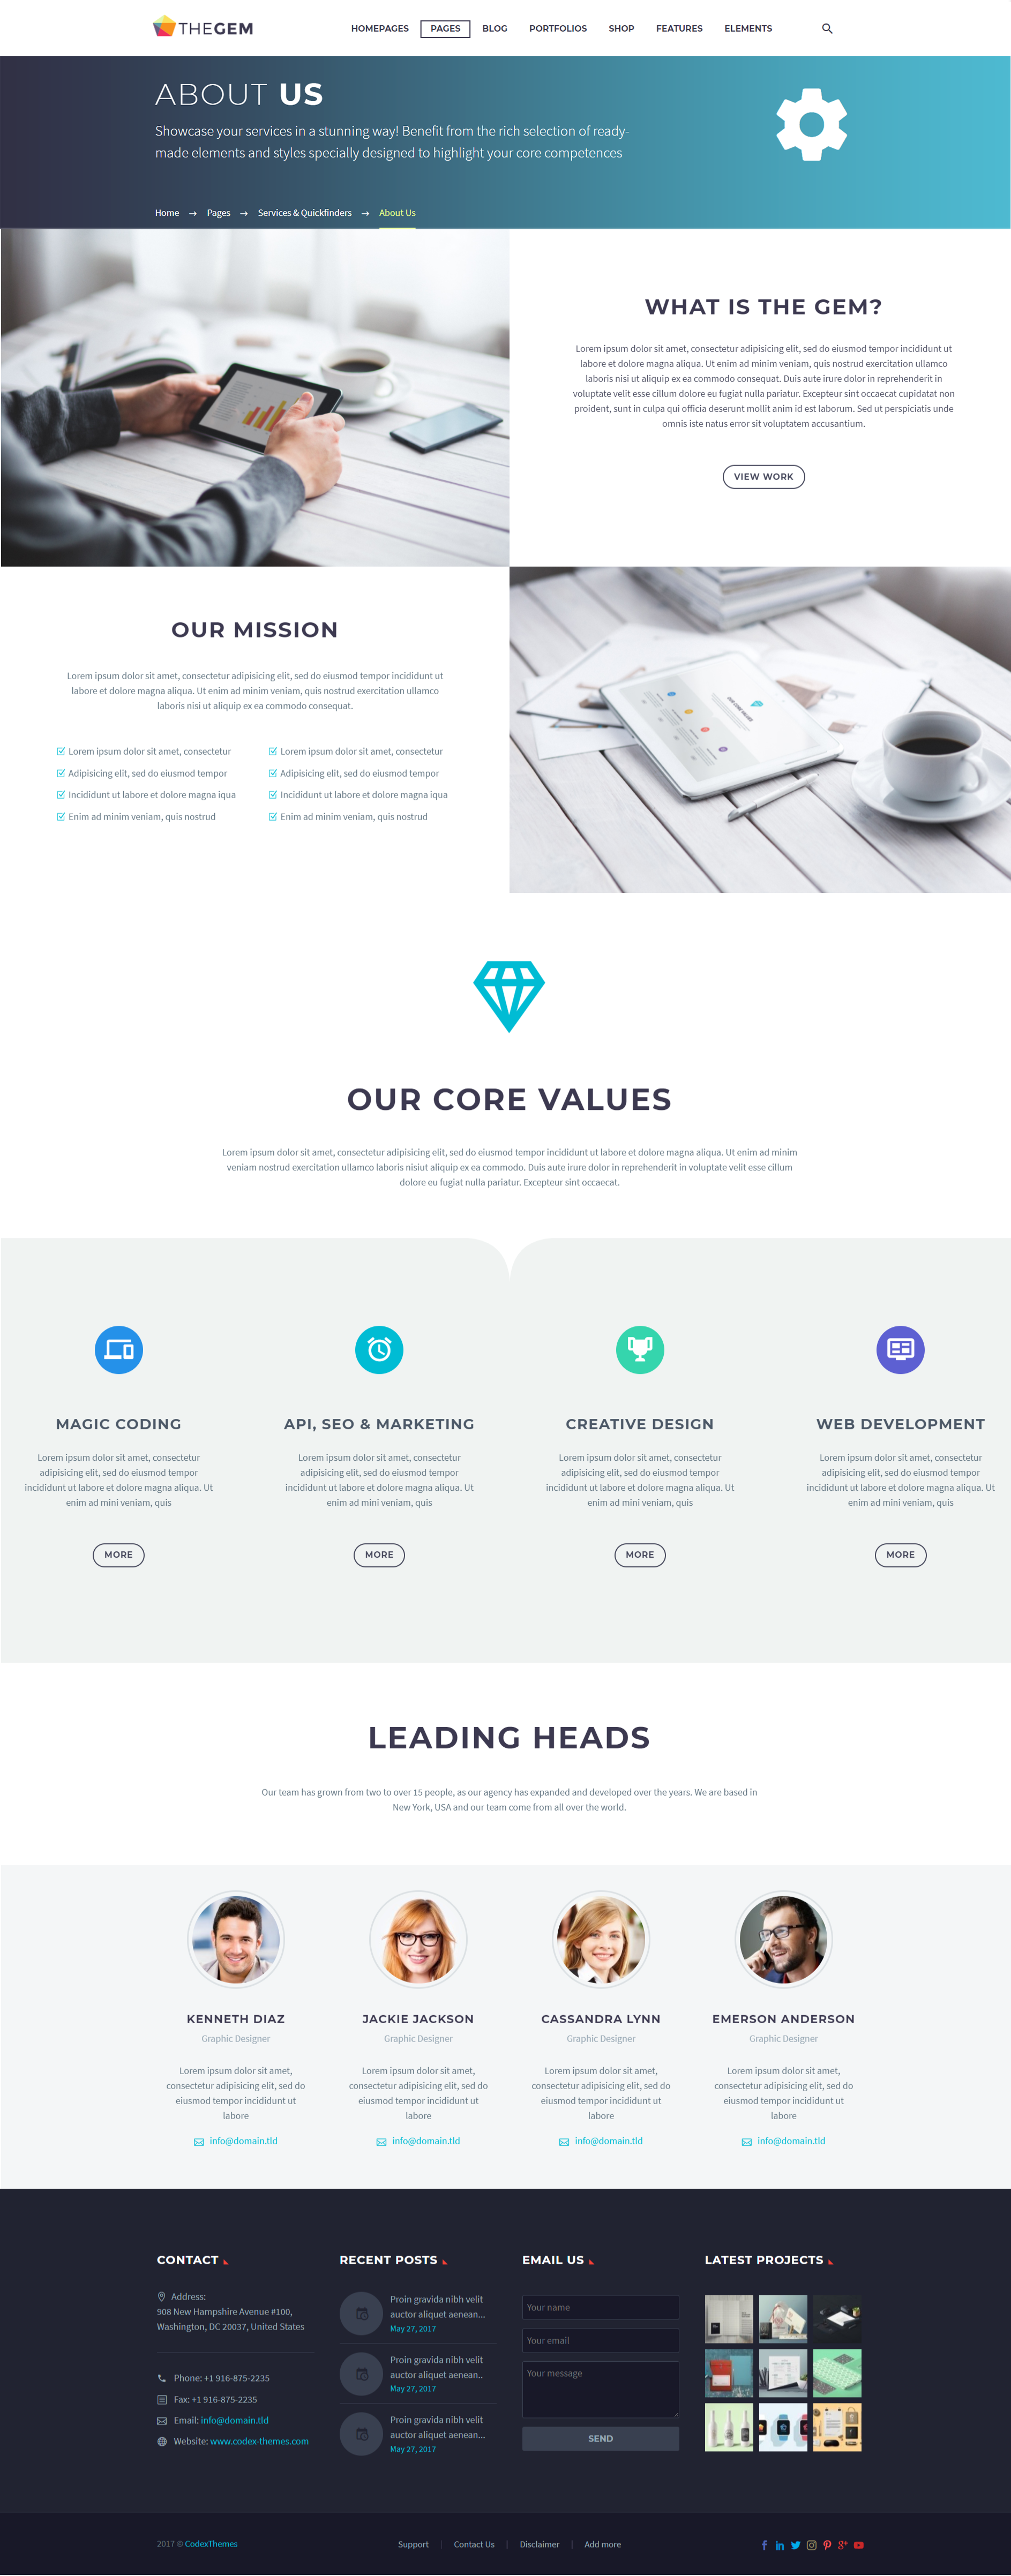 THEGEM
HOMEPAGES PAGES BLOG PORTFOLIOS SHOP FEATURES ELEMENTS
ABOUT US
Showcase your services in a stunning way! Benefit from the rich selection of ready-
made elements and styles specially designed to highlight your core competences
Home → Pages → Services & Quickfinders → About Us
WHAT IS THE GEM?
Lorem ipsum dolor sit amet, consectetur adipisicing elit, sed do eiusmod tempor incididunt ut
labore et dolore magna aliqua. Ut enim ad minim veniam, quis nostrud exercitation ullamco
laboris nisi ut aliquip ex ea commodo consequat. Duis aute irure dolor in reprehenderit in
voluptate velit esse cillum dolore eu fugiat nulla pariatur. Excepteur sint occaecat cupidatat non
proident, sunt in culpa qui officia deserunt mollit anim id est laborum. Sed ut perspiciatis unde
omnis iste natus error sit voluptatem accusantium.
VIEW WORK
OUR MISSION
Lorem ipsum dolor sit amet, consectetur adipisicing elit, sed do eiusmod tempor incididunt ut
labore et dolore magna aliqua. Ut enim ad minim veniam, quis nostrud exercitation ullamco
laboris nisi ut aliquip ex ea commodo consequat.
Lorem ipsum dolor sit amet, consectetur
Adipisicing elit, sed do eiusmod tempor
Incididunt ut labore et dolore magna iqua
Enim ad minim veniam, quis nostrud
Lorem ipsum dolor sit amet, consectetur
Adipisicing elit, sed do eiusmod tempor
Incididunt ut labore et dolore magna iqua
Enim ad minim veniam, quis nostrud
OUR CORE VALUES
OUR CORE VALUES
Lorem ipsum dolor sit amet, consectetur adipisicing elit, sed do eiusmod tempor incididunt ut labore et dolore magna aliqua. Ut enim ad minim
veniam nostrud exercitation ullamco laboris nisiut aliquip ex ea commodo. Duis aute irure dolor in reprehenderit in voluptate velit esse cillum
dolore eu fugiat nulla pariatur. Excepteur sint occaecat.
MAGIC CODING
Lorem ipsum dolor sit amet, consectetur
adipisicing elit, sed do eiusmod tempor
incididunt ut labore et dolore magna aliqua. Ut
enim ad mini veniam, quis
MORE
API, SEO & MARKETING
Lorem ipsum dolor sit amet, consectetur
adipisicing elit, sed do eiusmod tempor
incididunt ut labore et dolore magna aliqua. Ut
enim ad mini veniam, quis
MORE
CREATIVE DESIGN
Lorem ipsum dolor sit amet, consectetur
adipisicing elit, sed do eiusmod tempor
incididunt ut labore et dolore magna aliqua. Ut
enim ad mini veniam, quis
MORE
WEB DEVELOPMENT
Lorem ipsum dolor sit amet, consectetur
adipisicing elit, sed do eiusmod tempor
incididunt ut labore et dolore magna aliqua. Ut
enim ad mini veniam, quis
MORE
LEADING HEADS
Our team has grown from two to over 15 people, as our agency has expanded and developed over the years. We are based in
New York, USA and our team come from all over the world.
KENNETH DIAZ
Graphic Designer
Lorem ipsum dolor sit amet,
consectetur adipisicing elit, sed do
eiusmod tempor incididunt ut
labore
info@domain.tld
JACKIE JACKSON
Graphic Designer
Lorem ipsum dolor sit amet,
consectetur adipisicing elit, sed do
eiusmod tempor incididunt ut
labore
info@domain.tld
CASSANDRA LYNN
Graphic Designer
Lorem ipsum dolor sit amet,
consectetur adipisicing elit, sed do
eiusmod tempor incididunt ut
labore
info@domain.tld
EMERSON ANDERSON
Graphic Designer
Lorem ipsum dolor sit amet,
consectetur adipisicing elit, sed do
eiusmod tempor incididunt ut
labore
info@domain.tld
CONTACT
Address:
908 New Hampshire Avenue #100,
Washington, DC 20037, United States
Phone: +1 916-875-2235
Fax: +1 916-875-2235
Email: info@domain.tld
Website: www.codex-themes.com
RECENT POSTS
Proin gravida nibh velit
auctor aliquet aenean...
May 27, 2017
Proin gravida nibh velit
auctor aliquet aenean..
May 27, 2017
Proin gravida nibh velit
auctor aliquet aenean...
May 27, 2017
EMAIL US
Your name
Your email
Your message
SEND
LATEST PROJECTS
2017 © CodexThemes
Support
Contact Us
Disclaimer
Add more